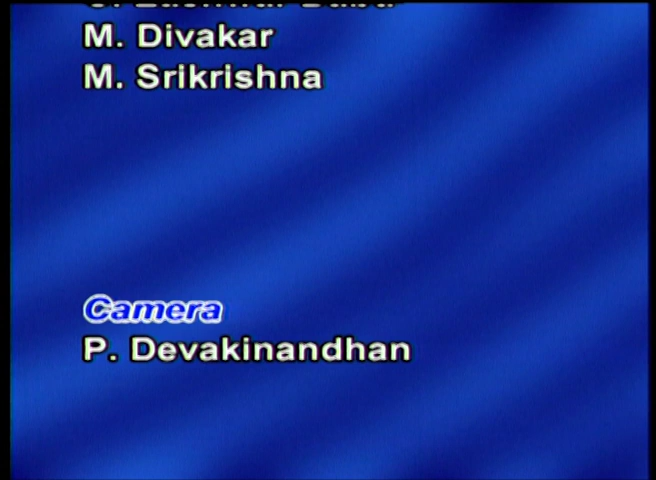 M. Divakar
M. Srikrishna
Camera
P. Devakinandhan